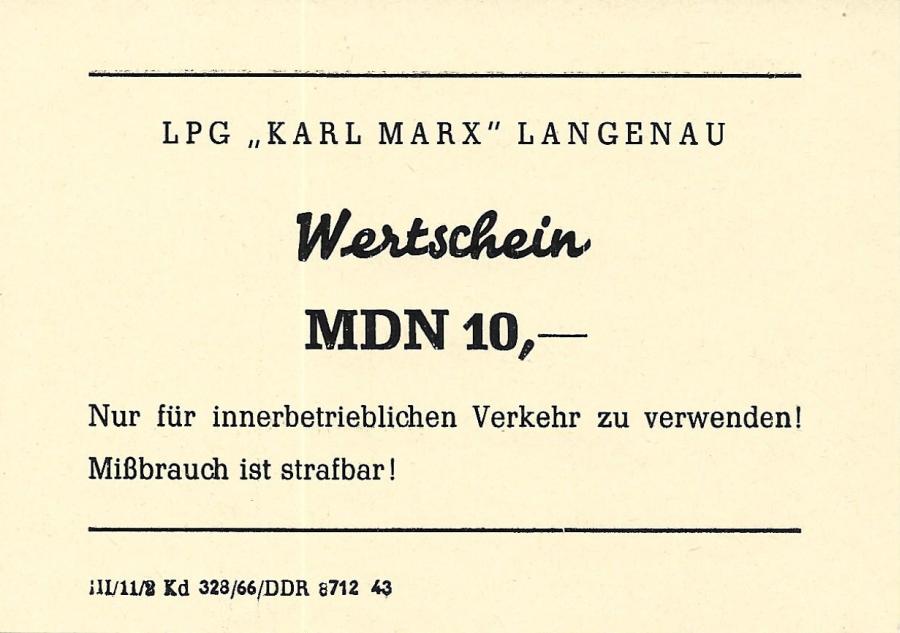 LPG „KARL MARX” LANGENAU
Wertschein
MDN 10,—
Nur für innerbetrieblichen Verkehr zu verwenden!
Mißbrauch ist strafbar!
III/11/8 Kd 328/66/DDR 8712 43